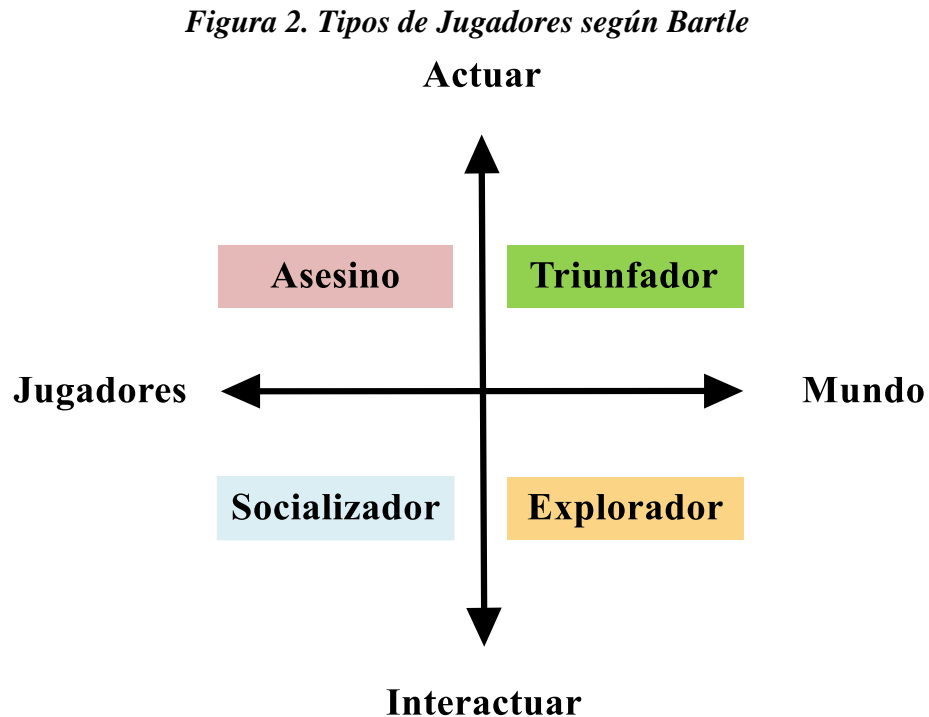 Figura 2. Tipos de Jugadores según Bartle
Actuar
Asesino
Triunfador
Jugadores
Mundo
Socializador
Explorador
Interactuar